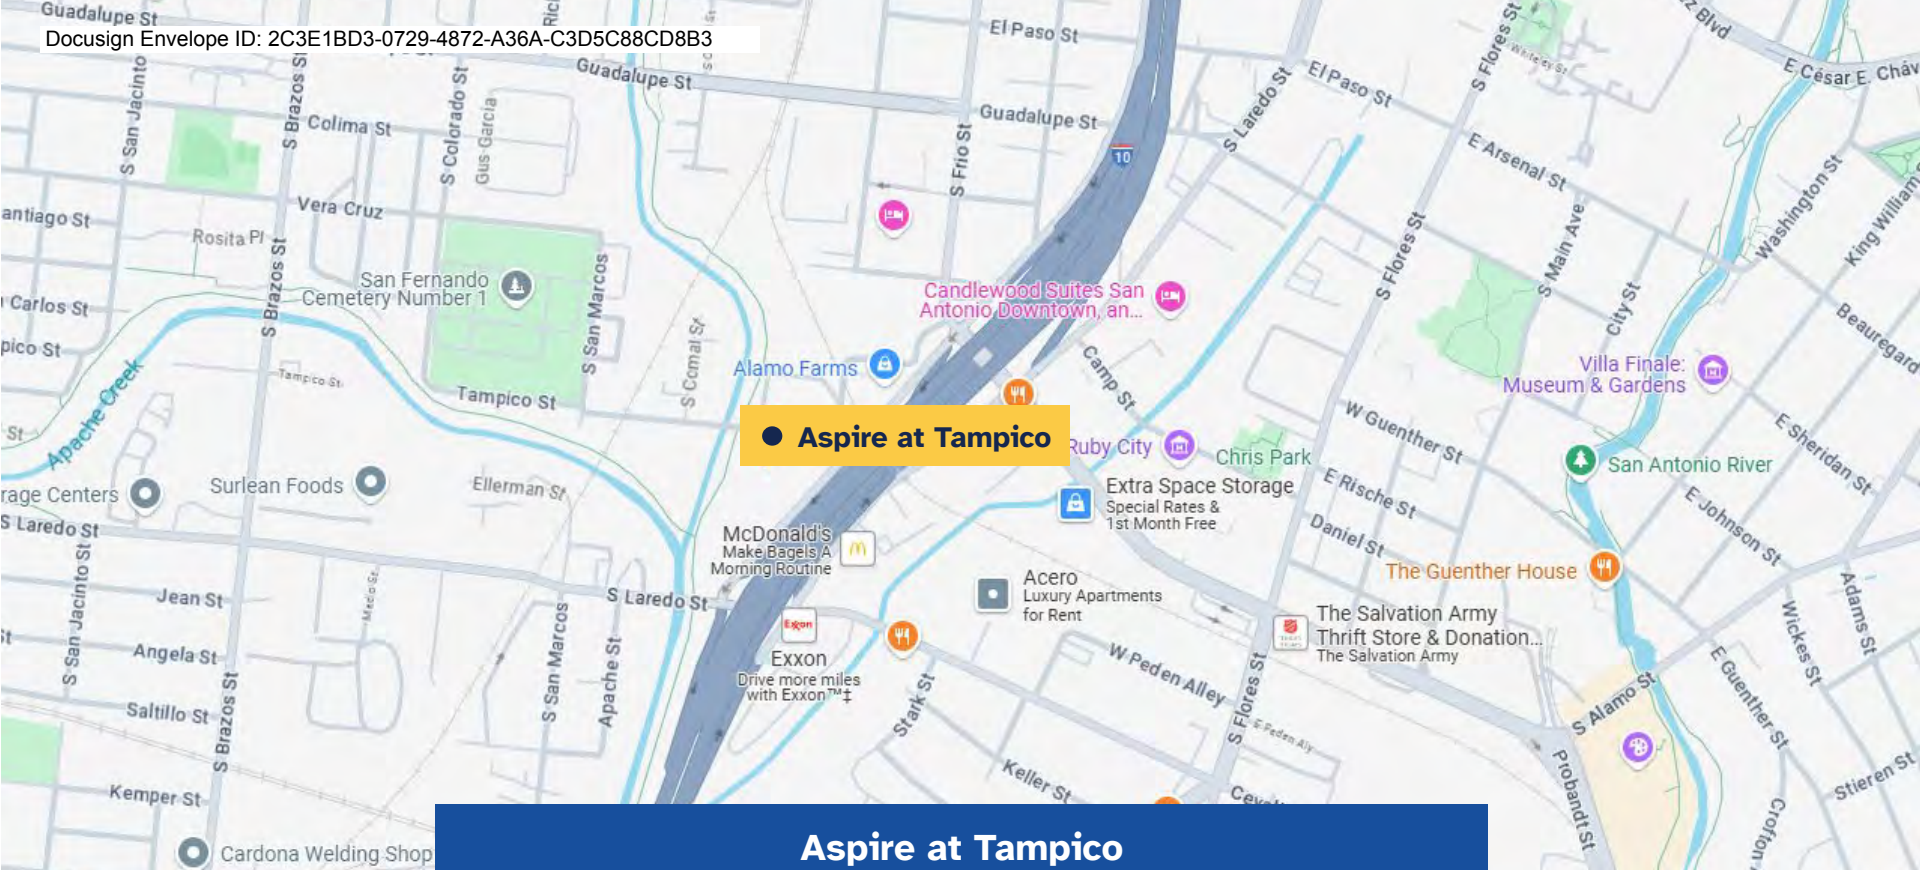 Guadalupe St
Docusign Envelope ID: 2C3E1BD3-0729-4872-A36A-C3D5C88CD8B3
El Paso St
S Flores St
E César E. Cháv
Guadalupe St
El Paso St
S San Jacinto
S Brazos St
Colima St
S Colorado St
Gus Garcia
Guadalupe St
S Laredo St
Whiteley St
10
S Frio St
E Arsenal St
Washington St
King William
antiago St
Vera Cruz
Rosita Pl
S Flores St
S Main Ave
San Fernando
Cemetery Number 1
S San Marcos
Candlewood Suites San
Antonio Downtown, an...
Carlos St
S Brazos St
City St
Beauregard
pico St
Tampico St
S Comal St
Alamo Farms
Camp St
Villa Finale:
Museum & Gardens
Apache Creek
Tampico St
Aspire at Tampico
Ruby City
Chris Park
W Guenther St
E Sheridan St
San Antonio River
St
rage Centers
Surlean Foods
Ellerman St
Extra Space Storage
Special Rates &
1st Month Free
E Rische St
E Johnson St
S Laredo St
McDonald's
Make Bagels A
Morning Routine
Daniel St
The Guenther House
S San Jacinto St
Jean St
Medio St
S Laredo St
Acero
Luxury Apartments
for Rent
Adams St
Wickes St
Exxon
Exxon
Drive more miles
with Exxon™‡
The Salvation Army
Thrift Store & Donation...
The Salvation Army
Angela St
S San Marcos
Apache St
W Peden Alley
S Flores St
E Guenther St
Saltillo St
S Brazos St
Stark St
E Peden Aly
S Alamo St
Kemper St
Keller St
Probandt St
Stieren St
Crofton
Cardona Welding Shop
Aspire at Tampico